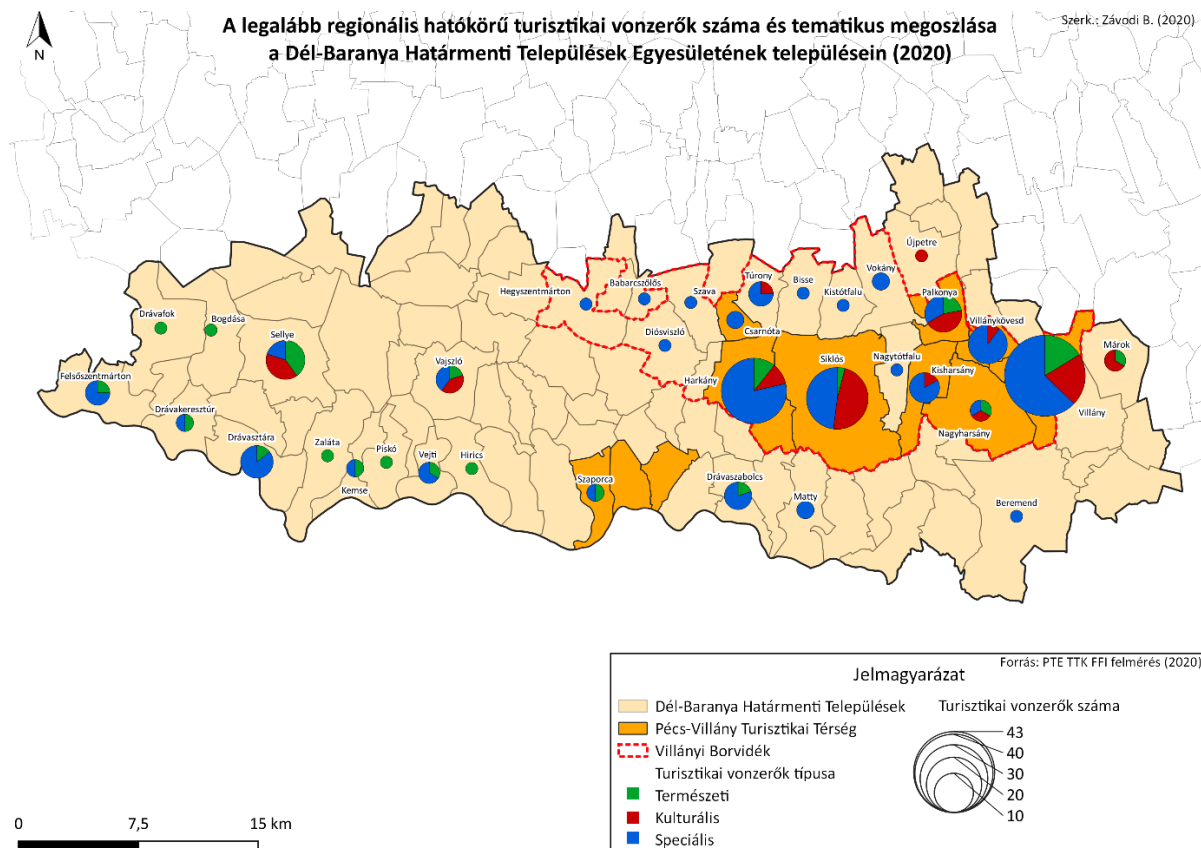 A legalább regionális hatókörű turisztikai vonzerők száma és tematikus megoszlása
a Dél-Baranya Határmenti Települések Egyesületének településein (2020)
Szerk.: Závodi B. (2020)
N
Újpetre
Vokány
Túrony
Bisse
Kistótfalu
Babarcszőlős
Szava
Hegyszentmárton
Palkonya
Drávafok
Bogdása
Csarnóta
Villánykövesd
Sellye
Diósviszló
Márok
Vajszló
Siklós
Nagytótfalu
Kisharsány
Felsőszentmárton
Harkány
Drávakeresztúr
Villány
Nagyharsány
Drávasztára
Zaláta
Piskó
Vejti
Hirics
Kemse
Szaporca
Drávaszabolcs
Matty
Beremend
Forrás: PTE TTK FFI felmérés (2020)
Jelmagyarázat
Dél-Baranya Határmenti Települések
Pécs-Villány Turisztikai Térség
Villányi Borvidék
Turisztikai vonzerők típusa
Természeti
Kulturális
Speciális
Turisztikai vonzerők száma
43
40
30
20
10
0 7,5 15 km